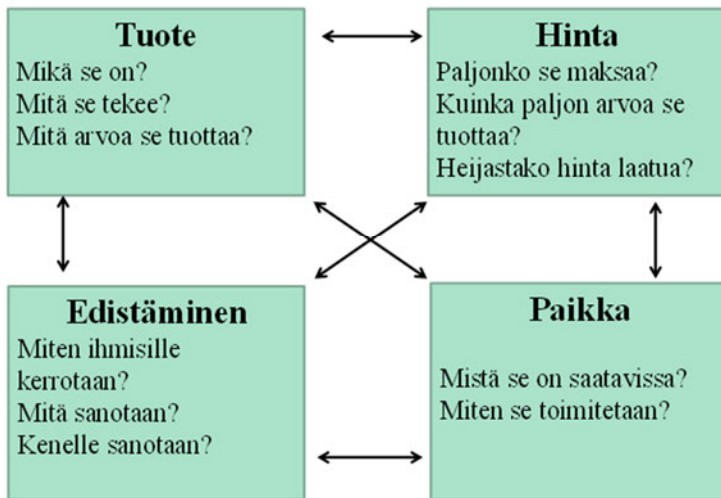 Tuote
Mikä se on?
Mitä se tekee?
Mitä arvoa se tuottaa?
Hinta
Paljonko se maksaa?
Kuinka paljon arvoa se
tuottaa?
Heijastako hinta laatua?
Edistäminen
Miten ihmisille
kerrotaan?
Mitä sanotaan?
Kenelle sanotaan?
Paikka
Mistä se on saatavissa?
Miten se toimitetaan?